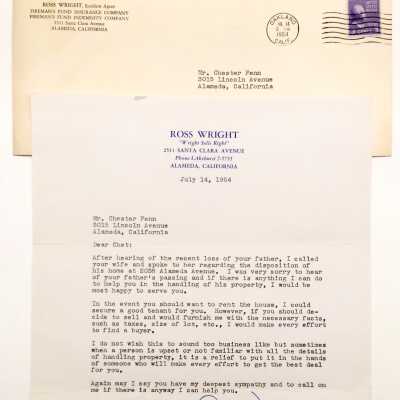 ROSS WRIGHT, Resident Agent
FIREMAN'S FUND INSURANCE COMPANY
FIREMAN'S FUND INDEMNITY COMPANY
2511 Santa Clara Avenue
ALAMEDA, CALIFORNIA
OAKLAND
JUL 14
1954
CALIF.
Mr. Chester Fenn
2015 Lincoln Avenue
Alameda, California
ROSS WRIGHT
"Wright Sells Right"
2511 SANTA CLARA AVENUE
Phone LAkehurst
ALAMEDA, CALIFORNIA
July 14, 1954
Mr. Chester Fenn
2015 Lincoln Avenue
Alameda, California
Dear Chet:
After hearing of the recent loss of your father, I called
your wife and spoke to her regarding the disposition of
his home at 2058 Alameda Avenue. I was very sorry to hear
of your father's passing and if there is anything I can do
to help you in the handling of his property, I would be
most happy to serve you.
In the event you should want to rent the house, I could
secure a good tenant for you. However, if you should de-
cide to sell and would furnish me with the necessary facts,
such as taxes, size of lot, etc., I would make every effort
to find a buyer.
I do not wish this to sound too business like but sometimes
when a person is upset or not familiar with all the details
of handling property, it is a relief to put it in the hands
of someone who will make every effort to get the best deal
for you.
Again may I say you have my deepest sympathy and to call on
me if there is anyway I can help you.